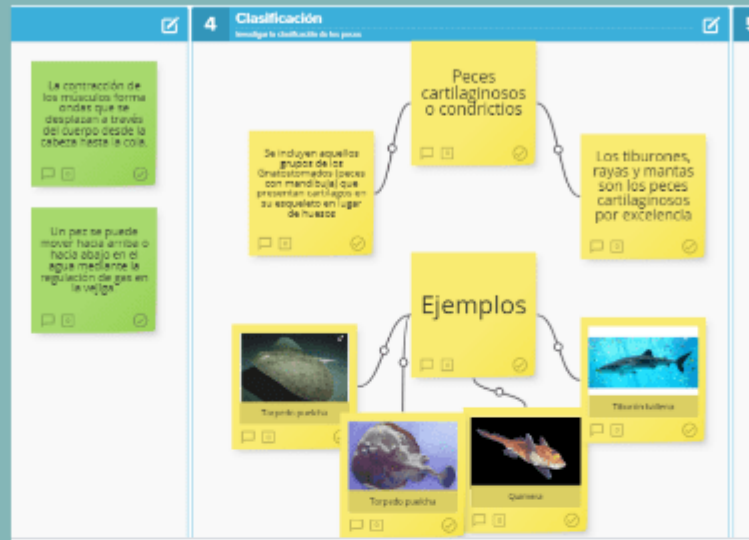 4
Clasificación
Investigar la clasificación de los peces
La contracción de
los músculos forma
ondas que se
desplazan a través
del cuerpo desde la
cabeza hasta la cola.
Un pez se puede
mover hacia arriba o
hacia abajo en el
agua mediante la
regulación de gas en
la vejiga
Peces
cartilaginosos
o condrictios
Se incluyen aquellos
grupos de los
Gnatostomados (peces
con mandíbula) que
presentan cartílagos en
su esqueleto en lugar
de huesos
Los tiburones,
rayas y mantas
son los peces
cartilaginosos
por excelencia
Ejemplos
Torpedo puelcha
Torpedo puelcha
Quimera
Tiburón ballena